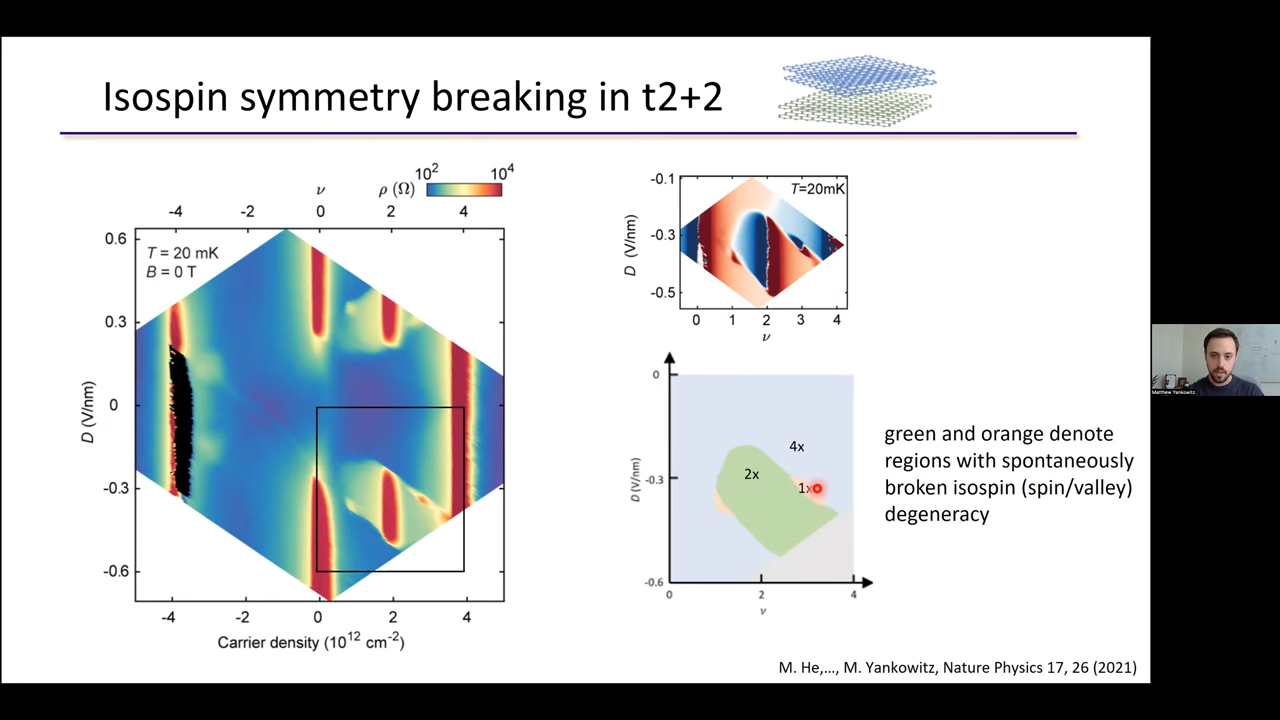 Isospin symmetry breaking in t2+2
10² 10⁴
ν ρ (Ω)
-4 -2 0 2 4
T = 20 mK
B = 0 T
0.6
0.3
0
-0.3
-0.6
D (V/nm)
-4 -2 0 2 4
Carrier density (10¹² cm⁻²)
T=20mK
-0.1
-0.3
-0.5
D (V/nm)
0 1 2 3 4
ν
0
-0.3
-0.6
D (V/nm)
4x
2x
1x
0 2 4
ν
green and orange denote
regions with spontaneously
broken isospin (spin/valley)
degeneracy
Matthew Yankowitz
M. He,..., M. Yankowitz, Nature Physics 17, 26 (2021)